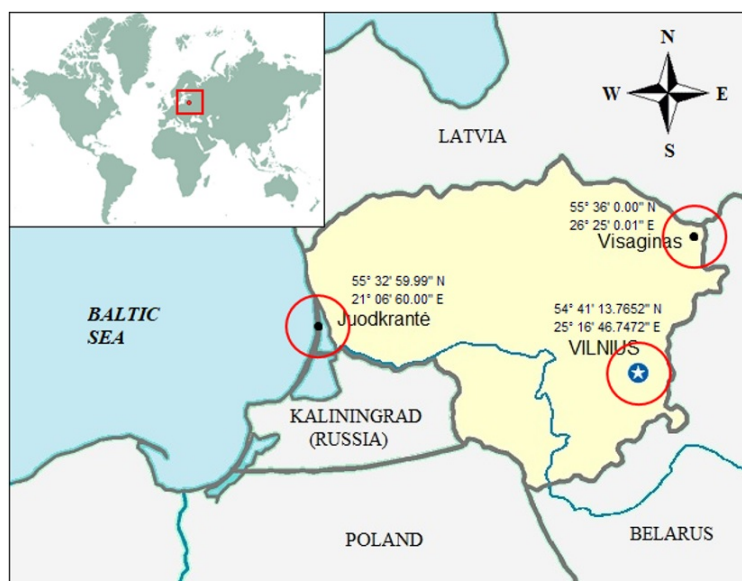 N
W E
S
LATVIA
55° 36' 0.00" N
26° 25' 0.01" E
Visaginas
55° 32' 59.99" N
21° 06' 60.00" E
Juodkrantė
BALTIC
SEA
54° 41' 13.7652" N
25° 16' 46.7472" E
VILNIUS
KALININGRAD
(RUSSIA)
POLAND
BELARUS